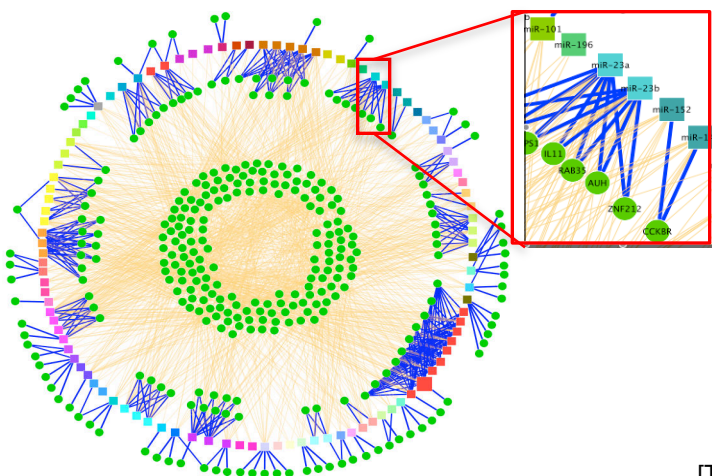 miR-101
miR-196
miR-23a
miR-23b
miR-152
IL11
RAB35
AUH
ZNF212
CCKBR